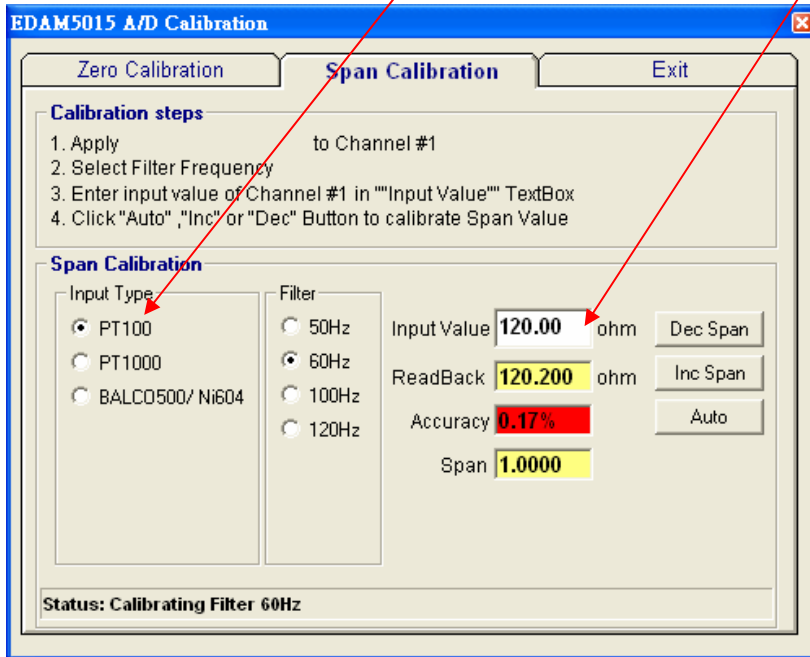 EDAM5015 A/D Calibration
Zero Calibration
Span Calibration
Exit
Calibration steps
1. Apply to Channel #1
2. Select Filter Frequency
3. Enter input value of Channel #1 in ""Input Value"" TextBox
4. Click "Auto" ,"Inc" or "Dec" Button to calibrate Span Value
Span Calibration
Input Type
PT100
PT1000
BALCO500/ Ni604
Filter
50Hz
60Hz
100Hz
120Hz
Input Value 120.00 ohm
ReadBack 120.200 ohm
Accuracy 0.17%
Span 1.0000
Dec Span
Inc Span
Auto
Status: Calibrating Filter 60Hz